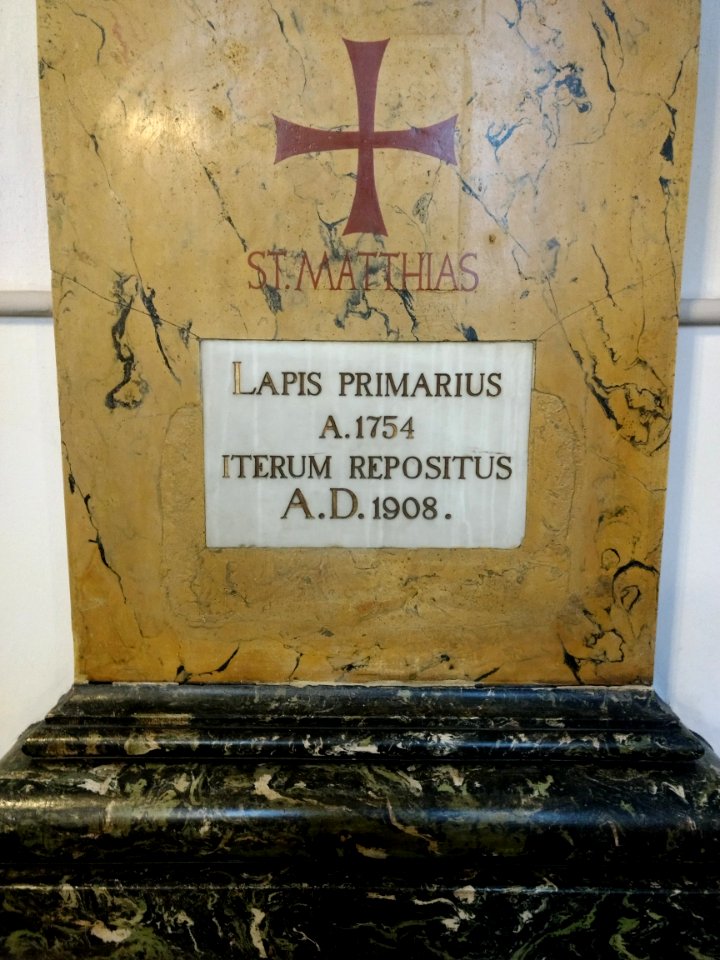 ST. MATTHIAS
LAPIS PRIMARIUS
A. 1754
ITERUM REPOSITUS
A.D. 1908.